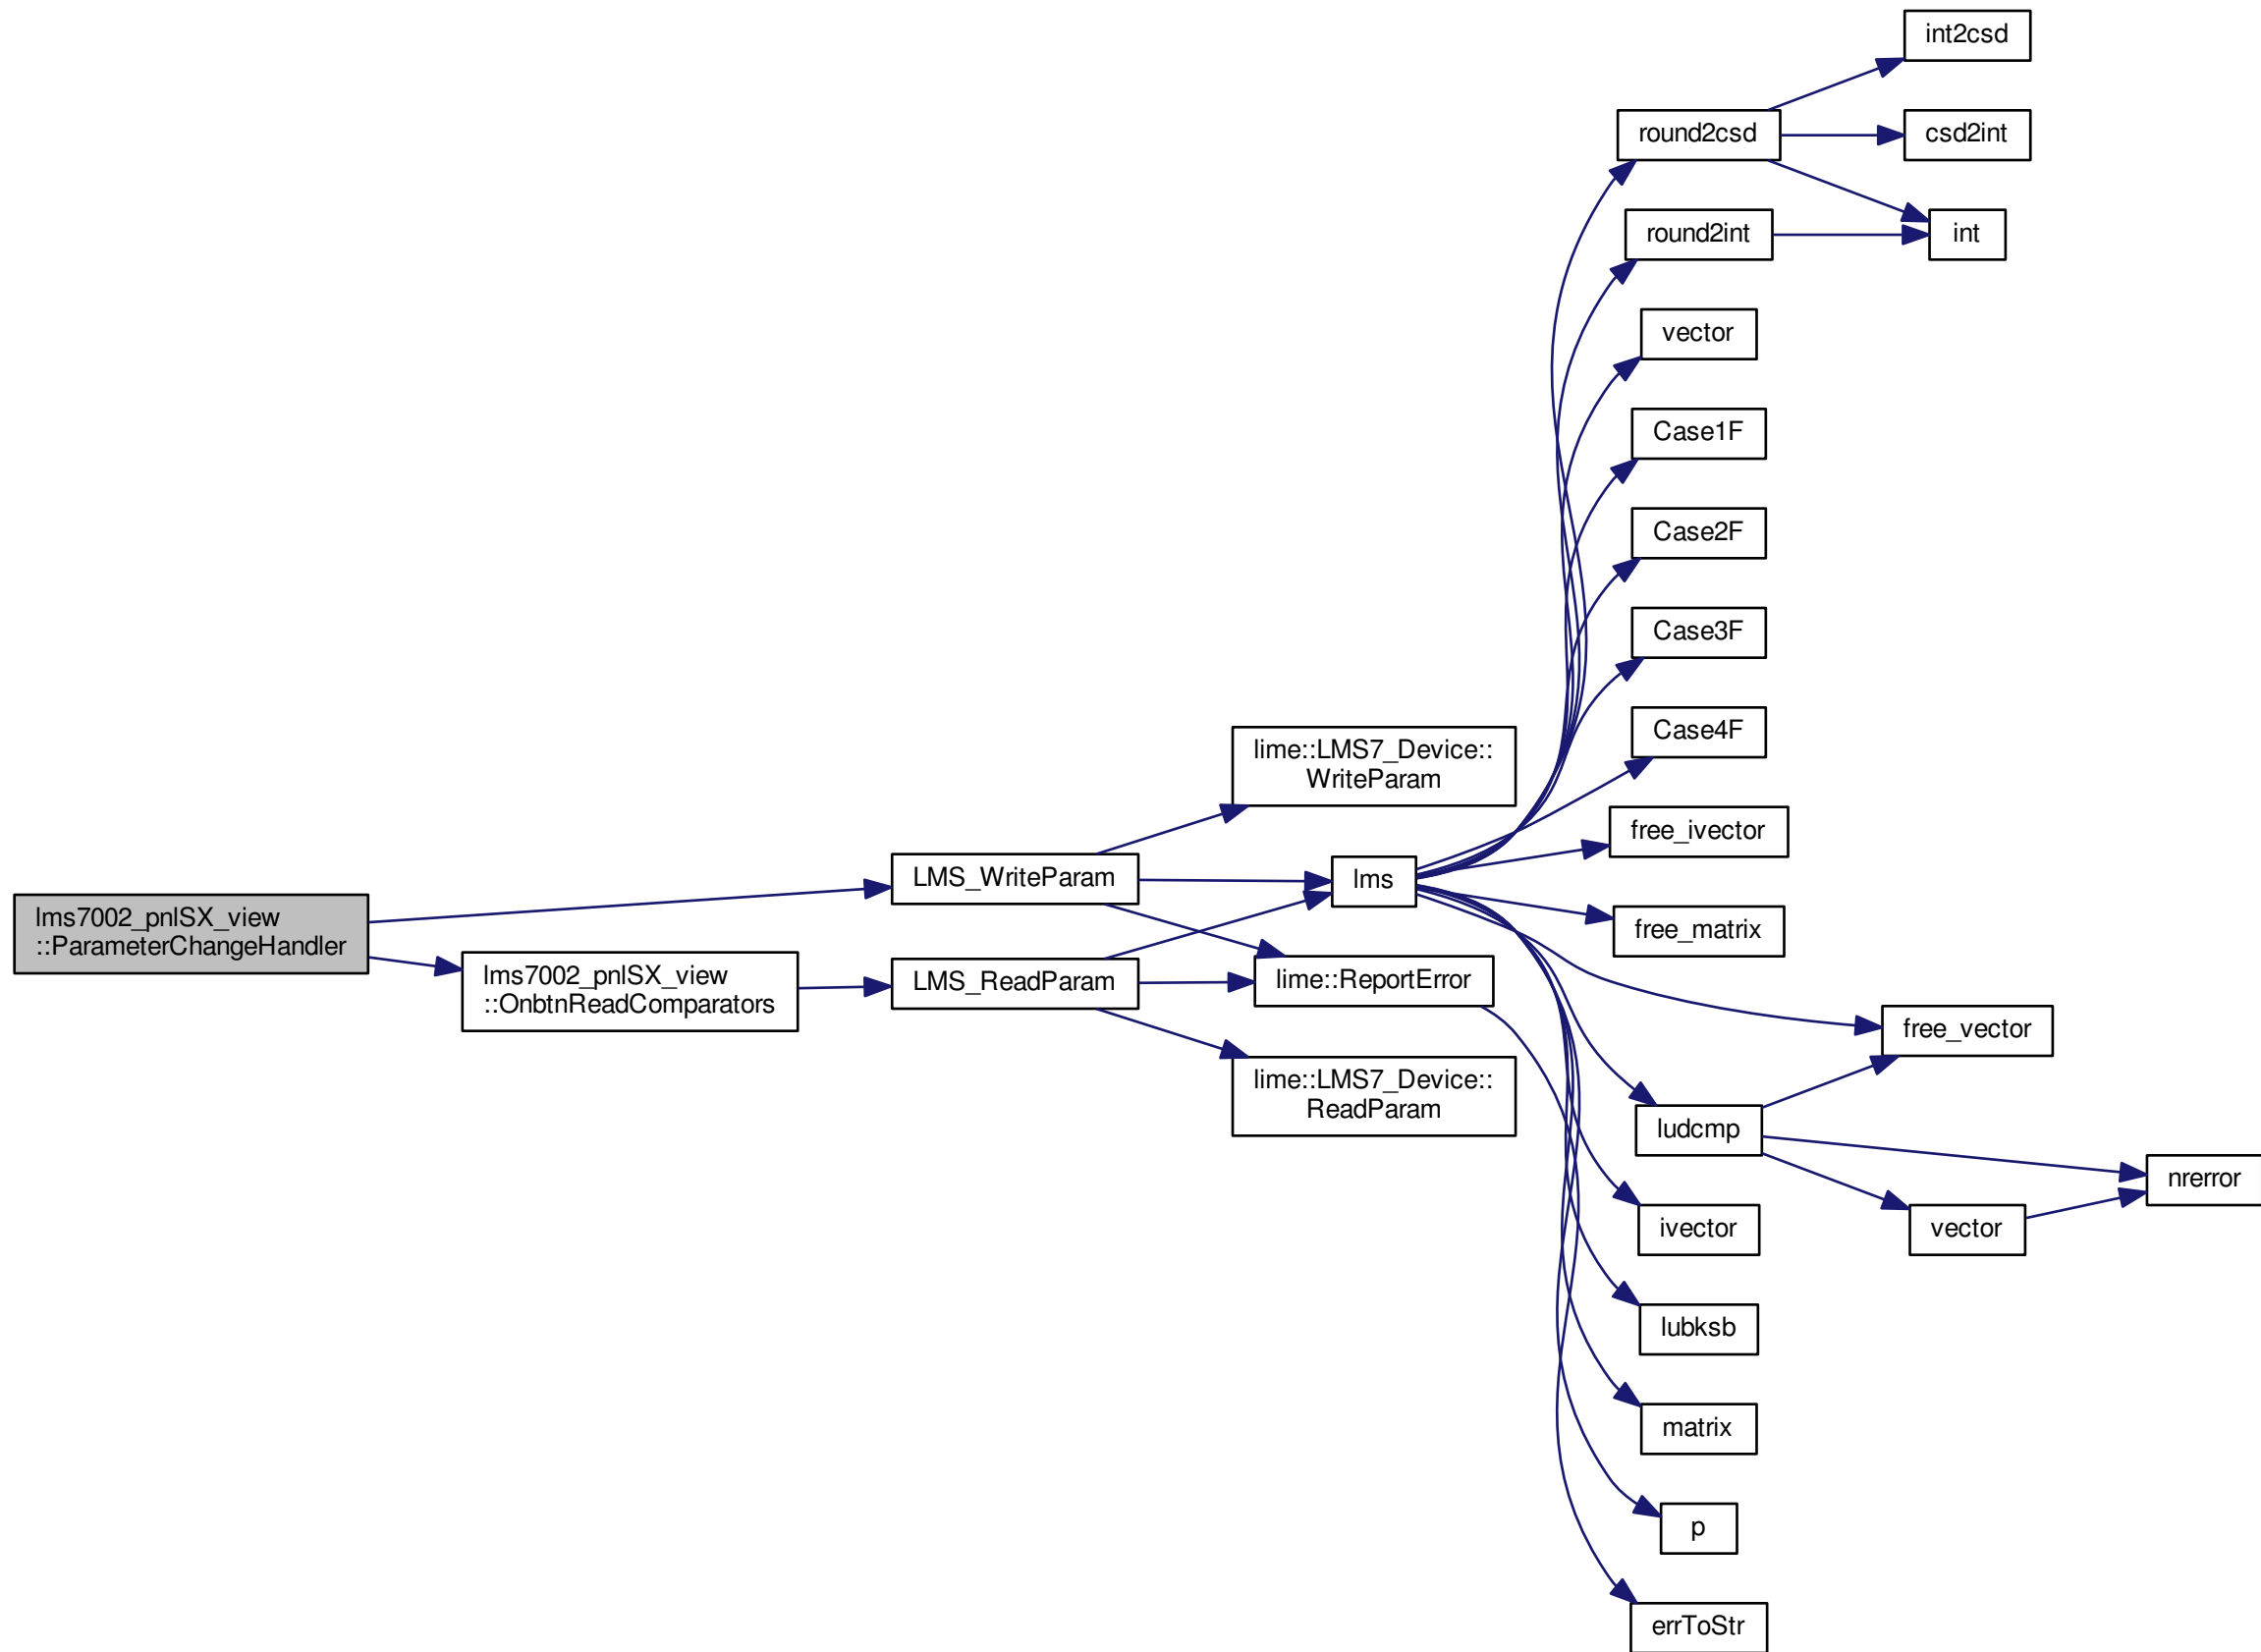 int2csd
round2csd
csd2int
round2int
int
vector
Case1F
Case2F
Case3F
Case4F
lime::LMS7_Device::
WriteParam
free_ivector
LMS_WriteParam
lms
lms7002_pnlSX_view
::ParameterChangeHandler
free_matrix
lms7002_pnlSX_view
::OnbtnReadComparators
LMS_ReadParam
lime::ReportError
free_vector
lime::LMS7_Device::
ReadParam
ludcmp
nrerror
ivector
vector
lubksb
matrix
p
errToStr